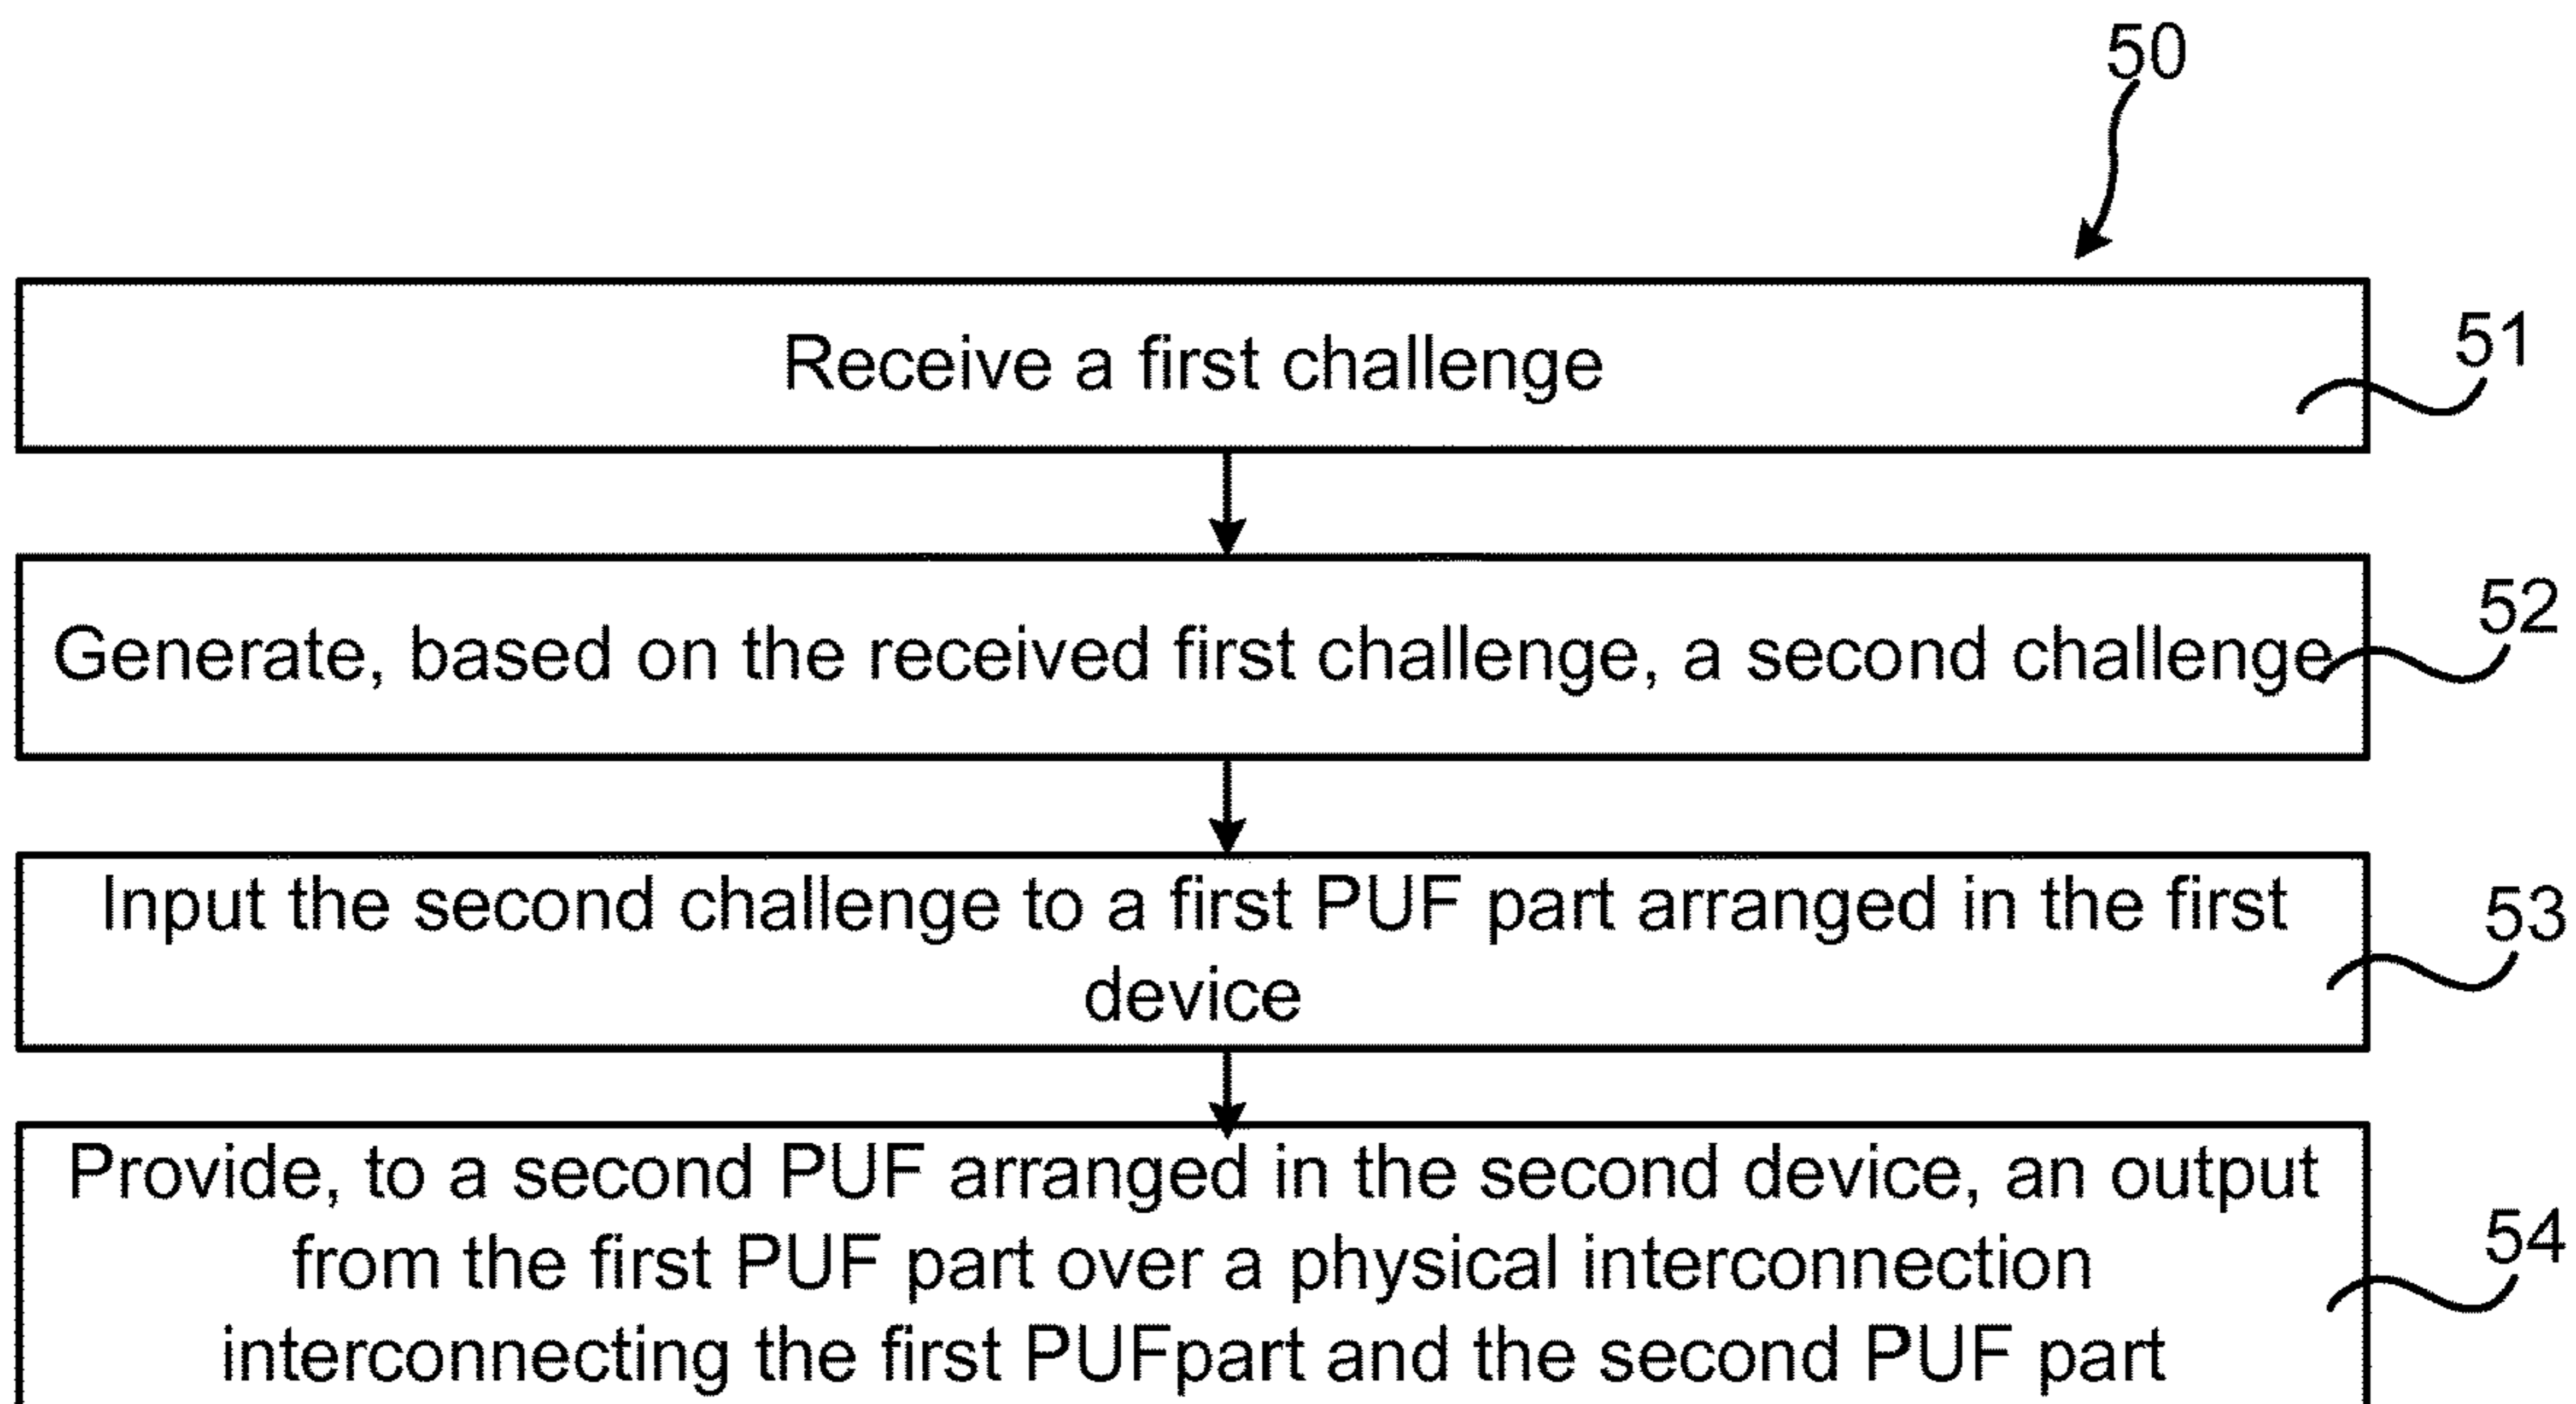 50
Receive a first challenge
51
Generate, based on the received first challenge, a second challenge
52
Input the second challenge to a first PUF part arranged in the first
device
53
Provide, to a second PUF arranged in the second device, an output
from the first PUF part over a physical interconnection
interconnecting the first PUFpart and the second PUF part
54